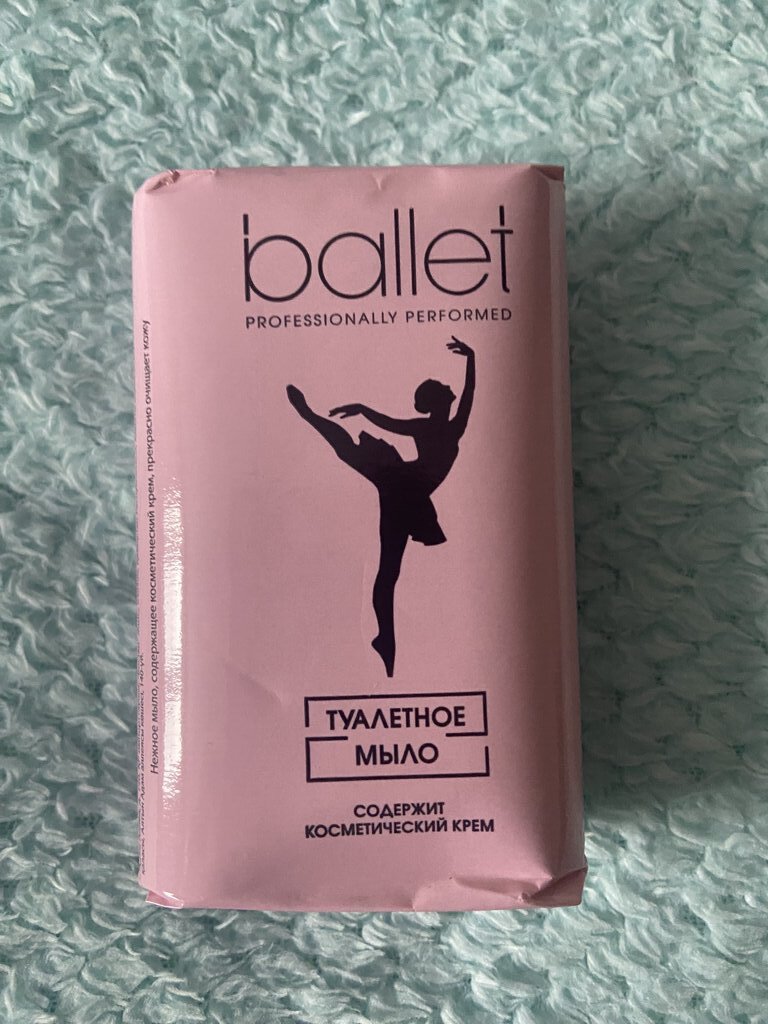 ballet
PROFESSIONALLY PERFORMED
ТУАЛЕТНОЕ
МЫЛО
СОДЕРЖИТ
КОСМЕТИЧЕСКИЙ КРЕМ
Нежное мыло, содержащее косметический крем, прекрасно очищает кожу